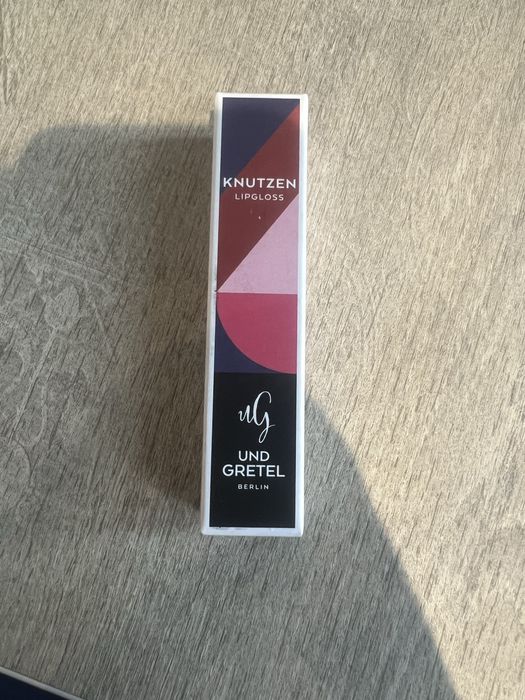 KNUTZEN
LIPGLOSS
uG
UND
GRETEL
BERLIN